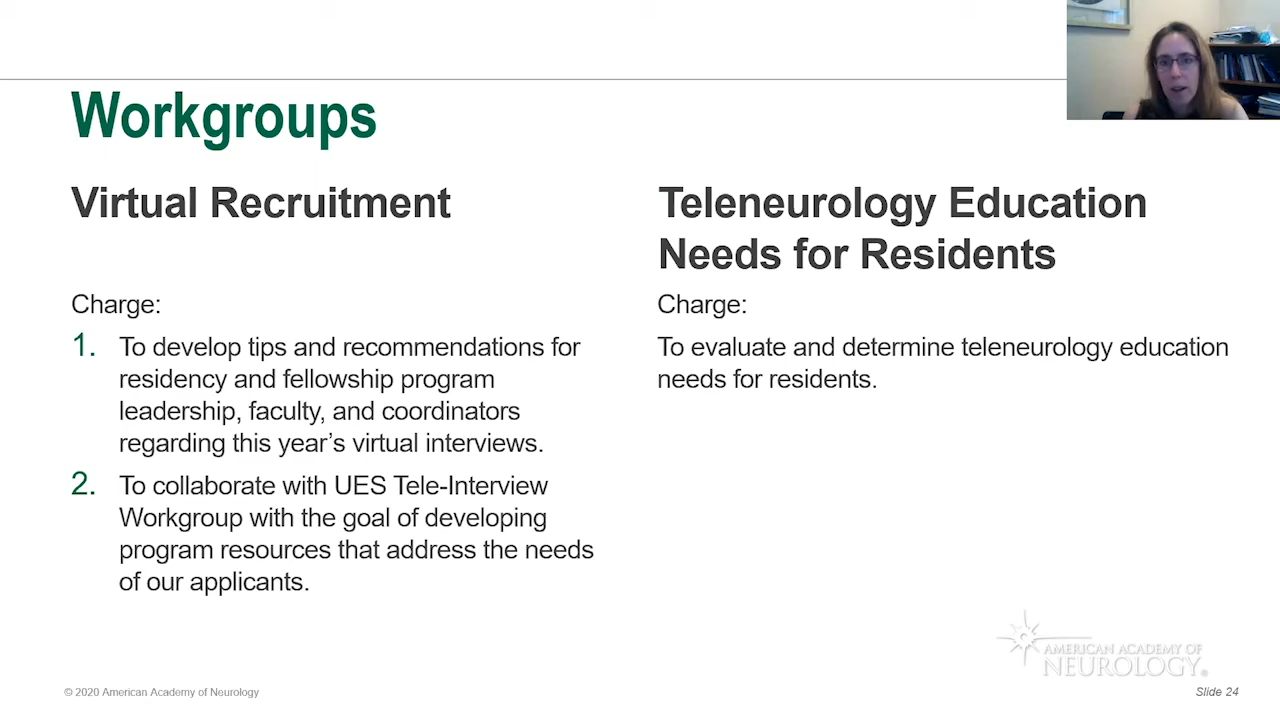 Workgroups
Virtual Recruitment
Charge:
1. To develop tips and recommendations for
residency and fellowship program
leadership, faculty, and coordinators
regarding this year’s virtual interviews.
2. To collaborate with UES Tele-Interview
Workgroup with the goal of developing
program resources that address the needs
of our applicants.
Teleneurology Education
Needs for Residents
Charge:
To evaluate and determine teleneurology education
needs for residents.
AMERICAN ACADEMY OF
NEUROLOGY®
© 2020 American Academy of Neurology
Slide 24